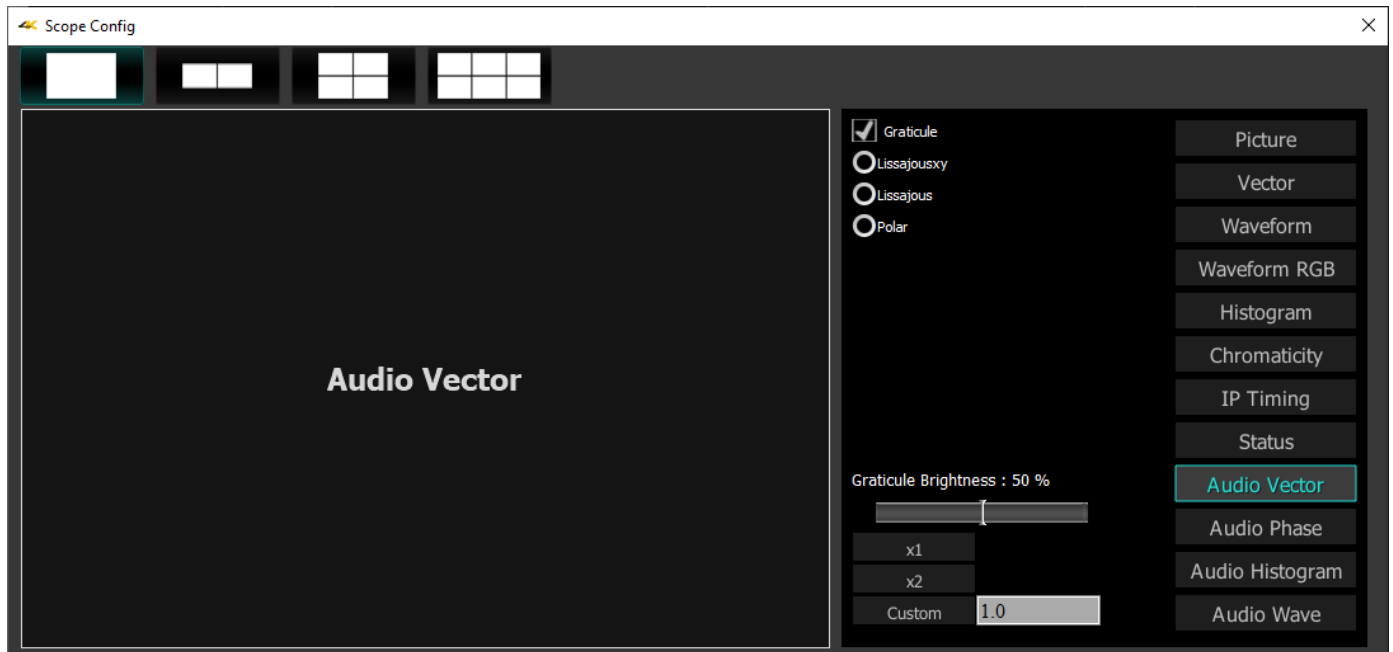 Scope Config
Graticule
Lissajousxy
Lissajous
Polar
Audio Vector
Graticule Brightness : 50 %
x1
x2
Custom 1.0
Picture
Vector
Waveform
Waveform RGB
Histogram
Chromaticity
IP Timing
Status
Audio Vector
Audio Phase
Audio Histogram
Audio Wave